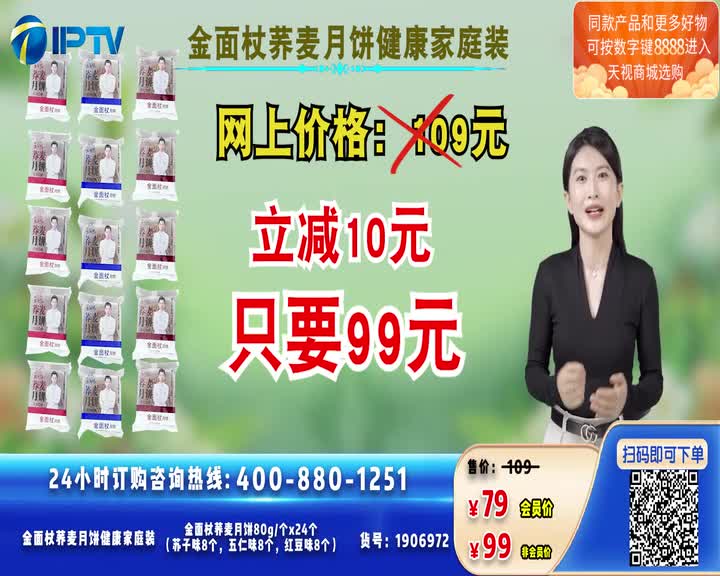 IPTV
金面杖荞麦月饼健康家庭装
同款产品和更多好物
可按数字键8888进入
天视商城选购
网上价格：109元
立减10元
只要99元
24小时订购咨询热线:400-880-1251
金面杖荞麦月饼健康家庭装
金面杖荞麦月饼80g/个x24个
（苏子味8个，五仁味8个，红豆味8个）
货号：1906972
售价：109
¥79 会员价
¥99 非会员价
扫码即可下单